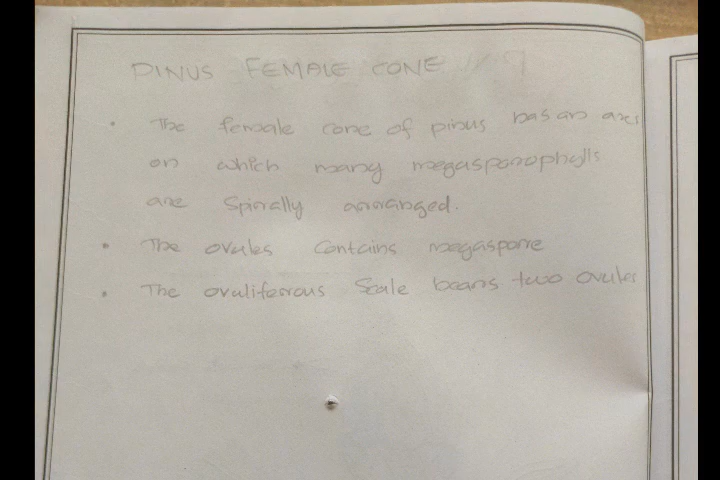 PINUS FEMALE CONE
• The female cone of pinus has an axes
on which many megasporophylls
are Spirally arranged.
• The ovules Contains megaspore
• The ovuliferous Scale bears two ovules